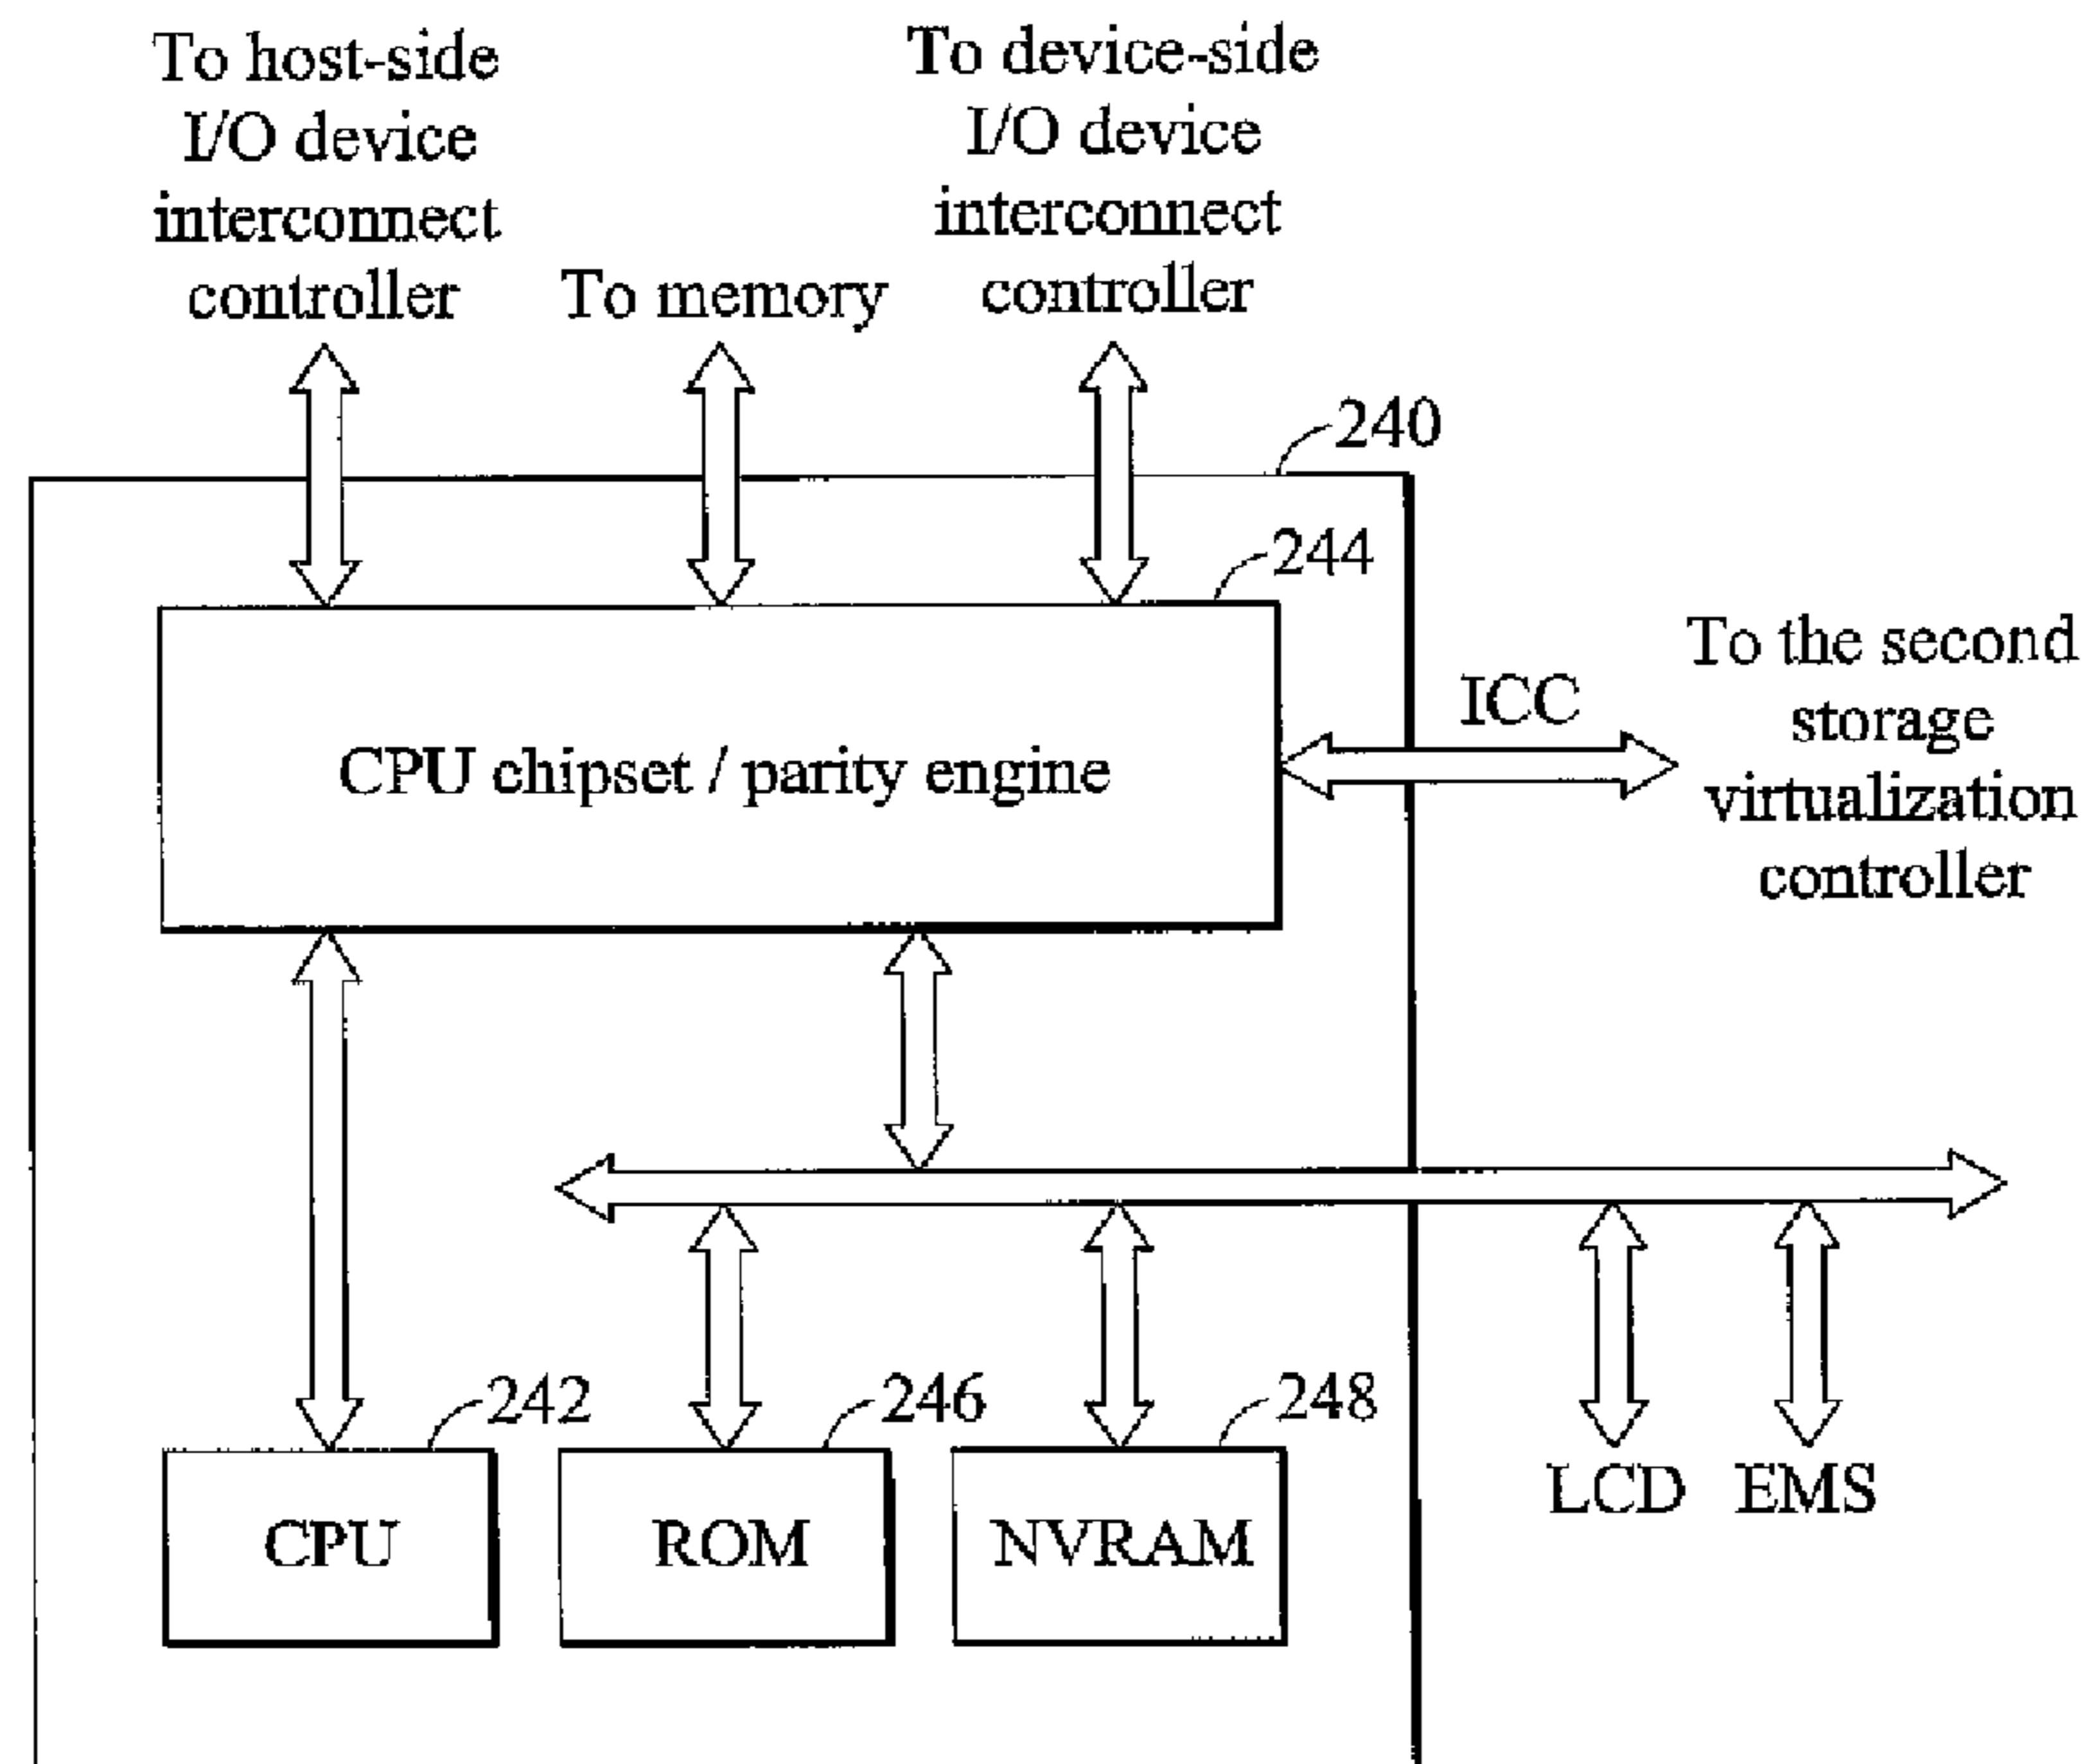 To host-side
I/O device
interconnect
controller
To memory
To device-side
I/O device
interconnect
controller
240
244
CPU chipset / parity engine
ICC
To the second
storage
virtualization
controller
242
246
248
CPU
ROM
NVRAM
LCD
EMS